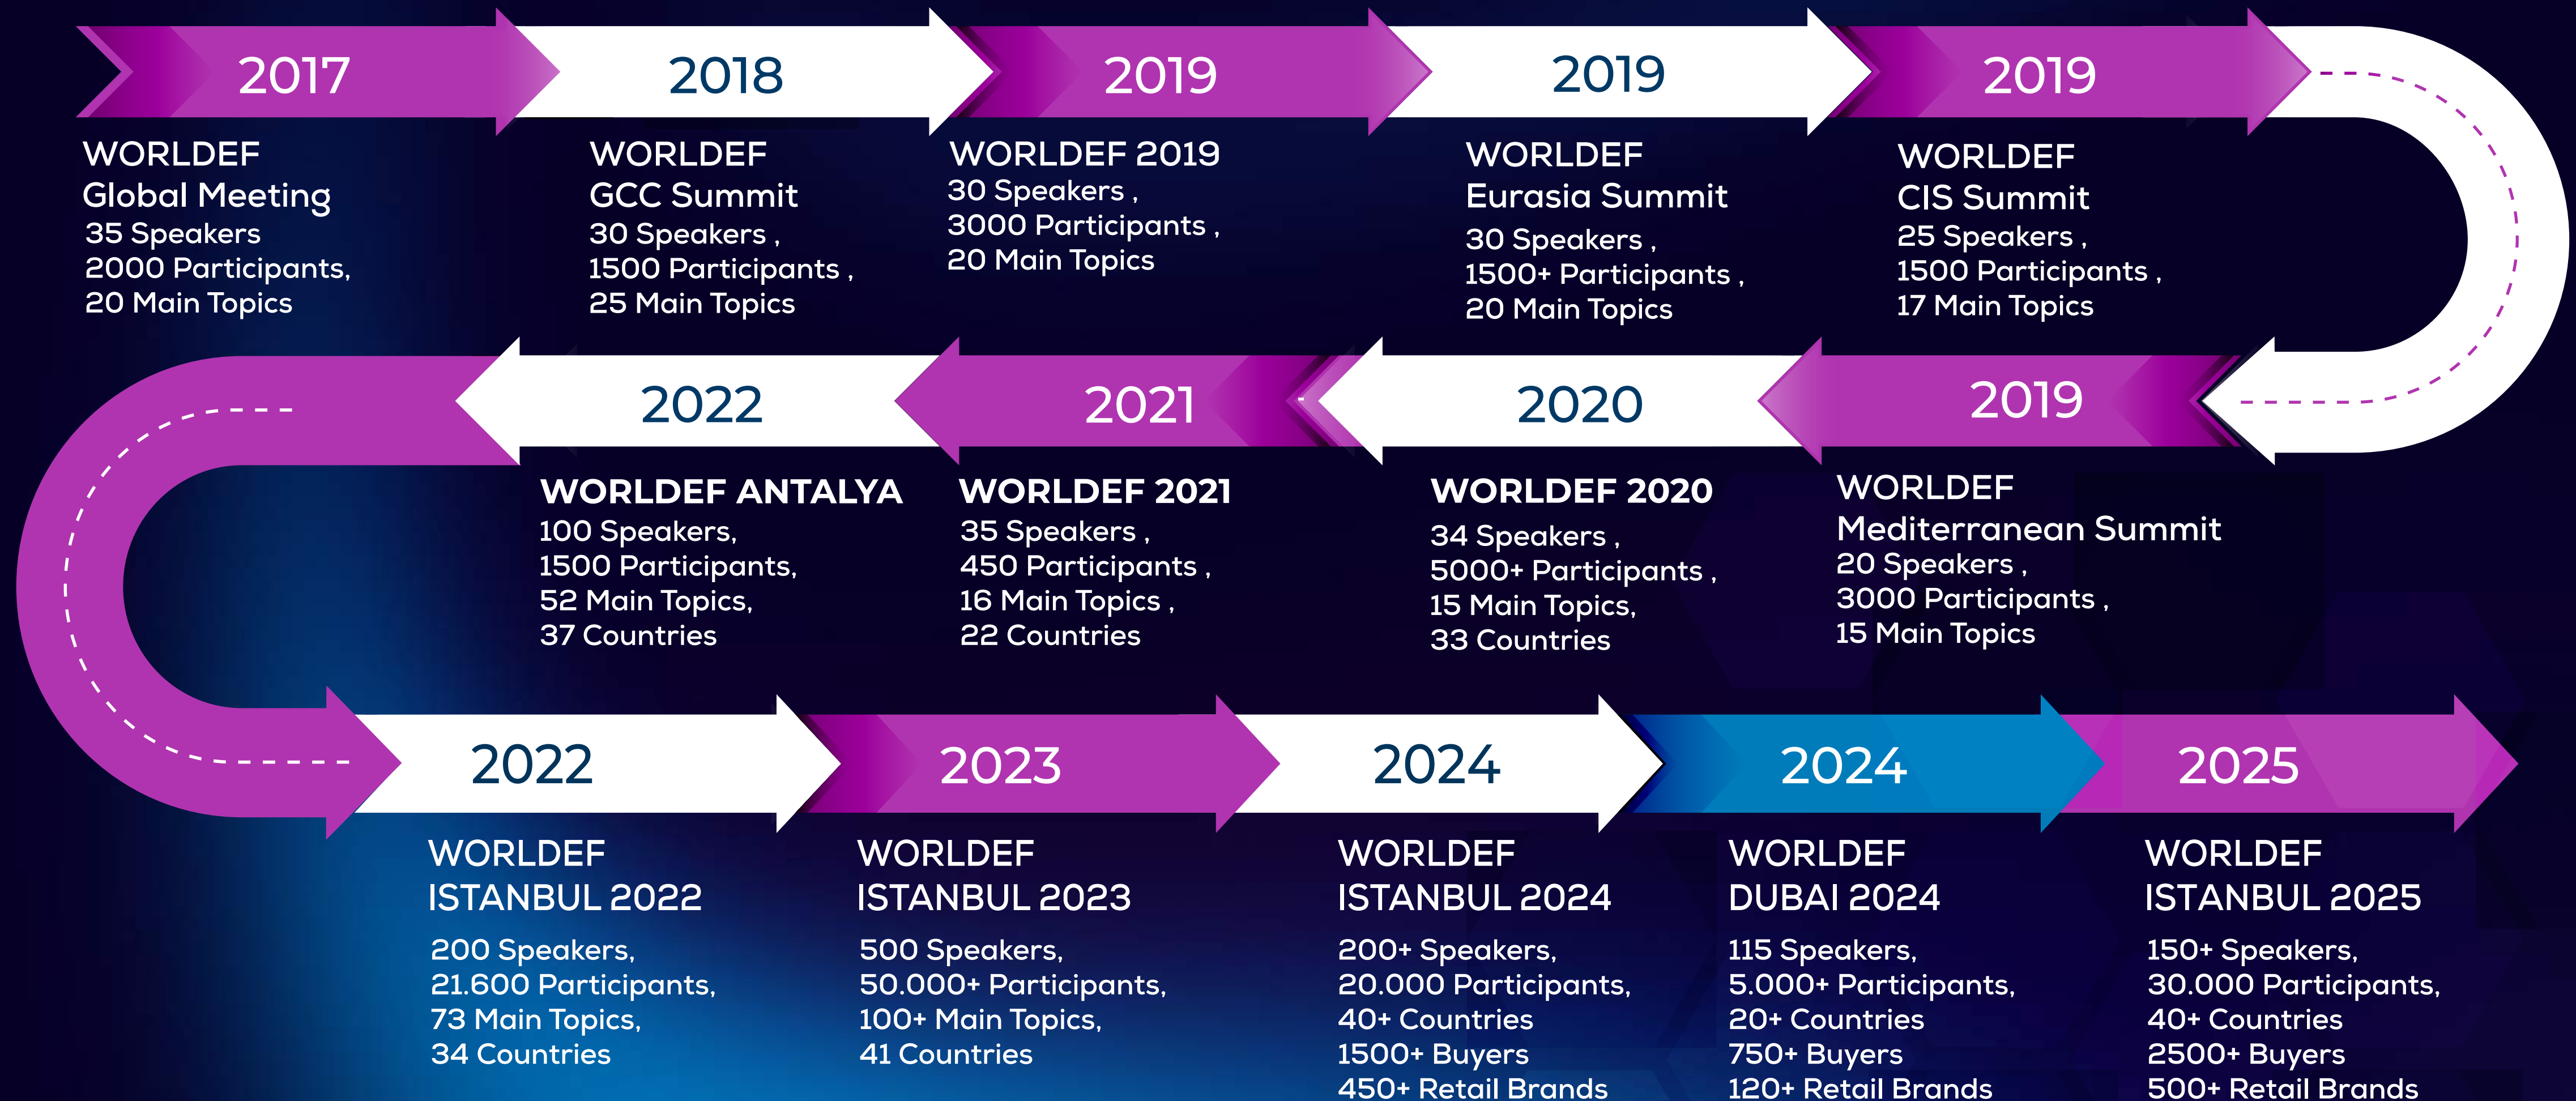 2017
WORLDEF
Global Meeting
35 Speakers
2000 Participants,
20 Main Topics
2018
WORLDEF
GCC Summit
30 Speakers ,
1500 Participants ,
25 Main Topics
2019
WORLDEF 2019
30 Speakers ,
3000 Participants ,
20 Main Topics
2019
WORLDEF
Eurasia Summit
30 Speakers ,
1500+ Participants ,
20 Main Topics
2019
WORLDEF
CIS Summit
25 Speakers ,
1500 Participants ,
17 Main Topics
2019
WORLDEF
Mediterranean Summit
20 Speakers ,
3000 Participants ,
15 Main Topics
2020
WORLDEF 2020
34 Speakers ,
5000+ Participants ,
15 Main Topics,
33 Countries
2021
WORLDEF 2021
35 Speakers ,
450 Participants ,
16 Main Topics ,
22 Countries
2022
WORLDEF ANTALYA
100 Speakers,
1500 Participants,
52 Main Topics,
37 Countries
2022
WORLDEF
ISTANBUL 2022
200 Speakers,
21.600 Participants,
73 Main Topics,
34 Countries
2023
WORLDEF
ISTANBUL 2023
500 Speakers,
50.000+ Participants,
100+ Main Topics,
41 Countries
2024
WORLDEF
ISTANBUL 2024
200+ Speakers,
20.000 Participants,
40+ Countries
1500+ Buyers
450+ Retail Brands
2024
WORLDEF
DUBAI 2024
115 Speakers,
5.000+ Participants,
20+ Countries
750+ Buyers
120+ Retail Brands
2025
WORLDEF
ISTANBUL 2025
150+ Speakers,
30.000 Participants,
40+ Countries
2500+ Buyers
500+ Retail Brands